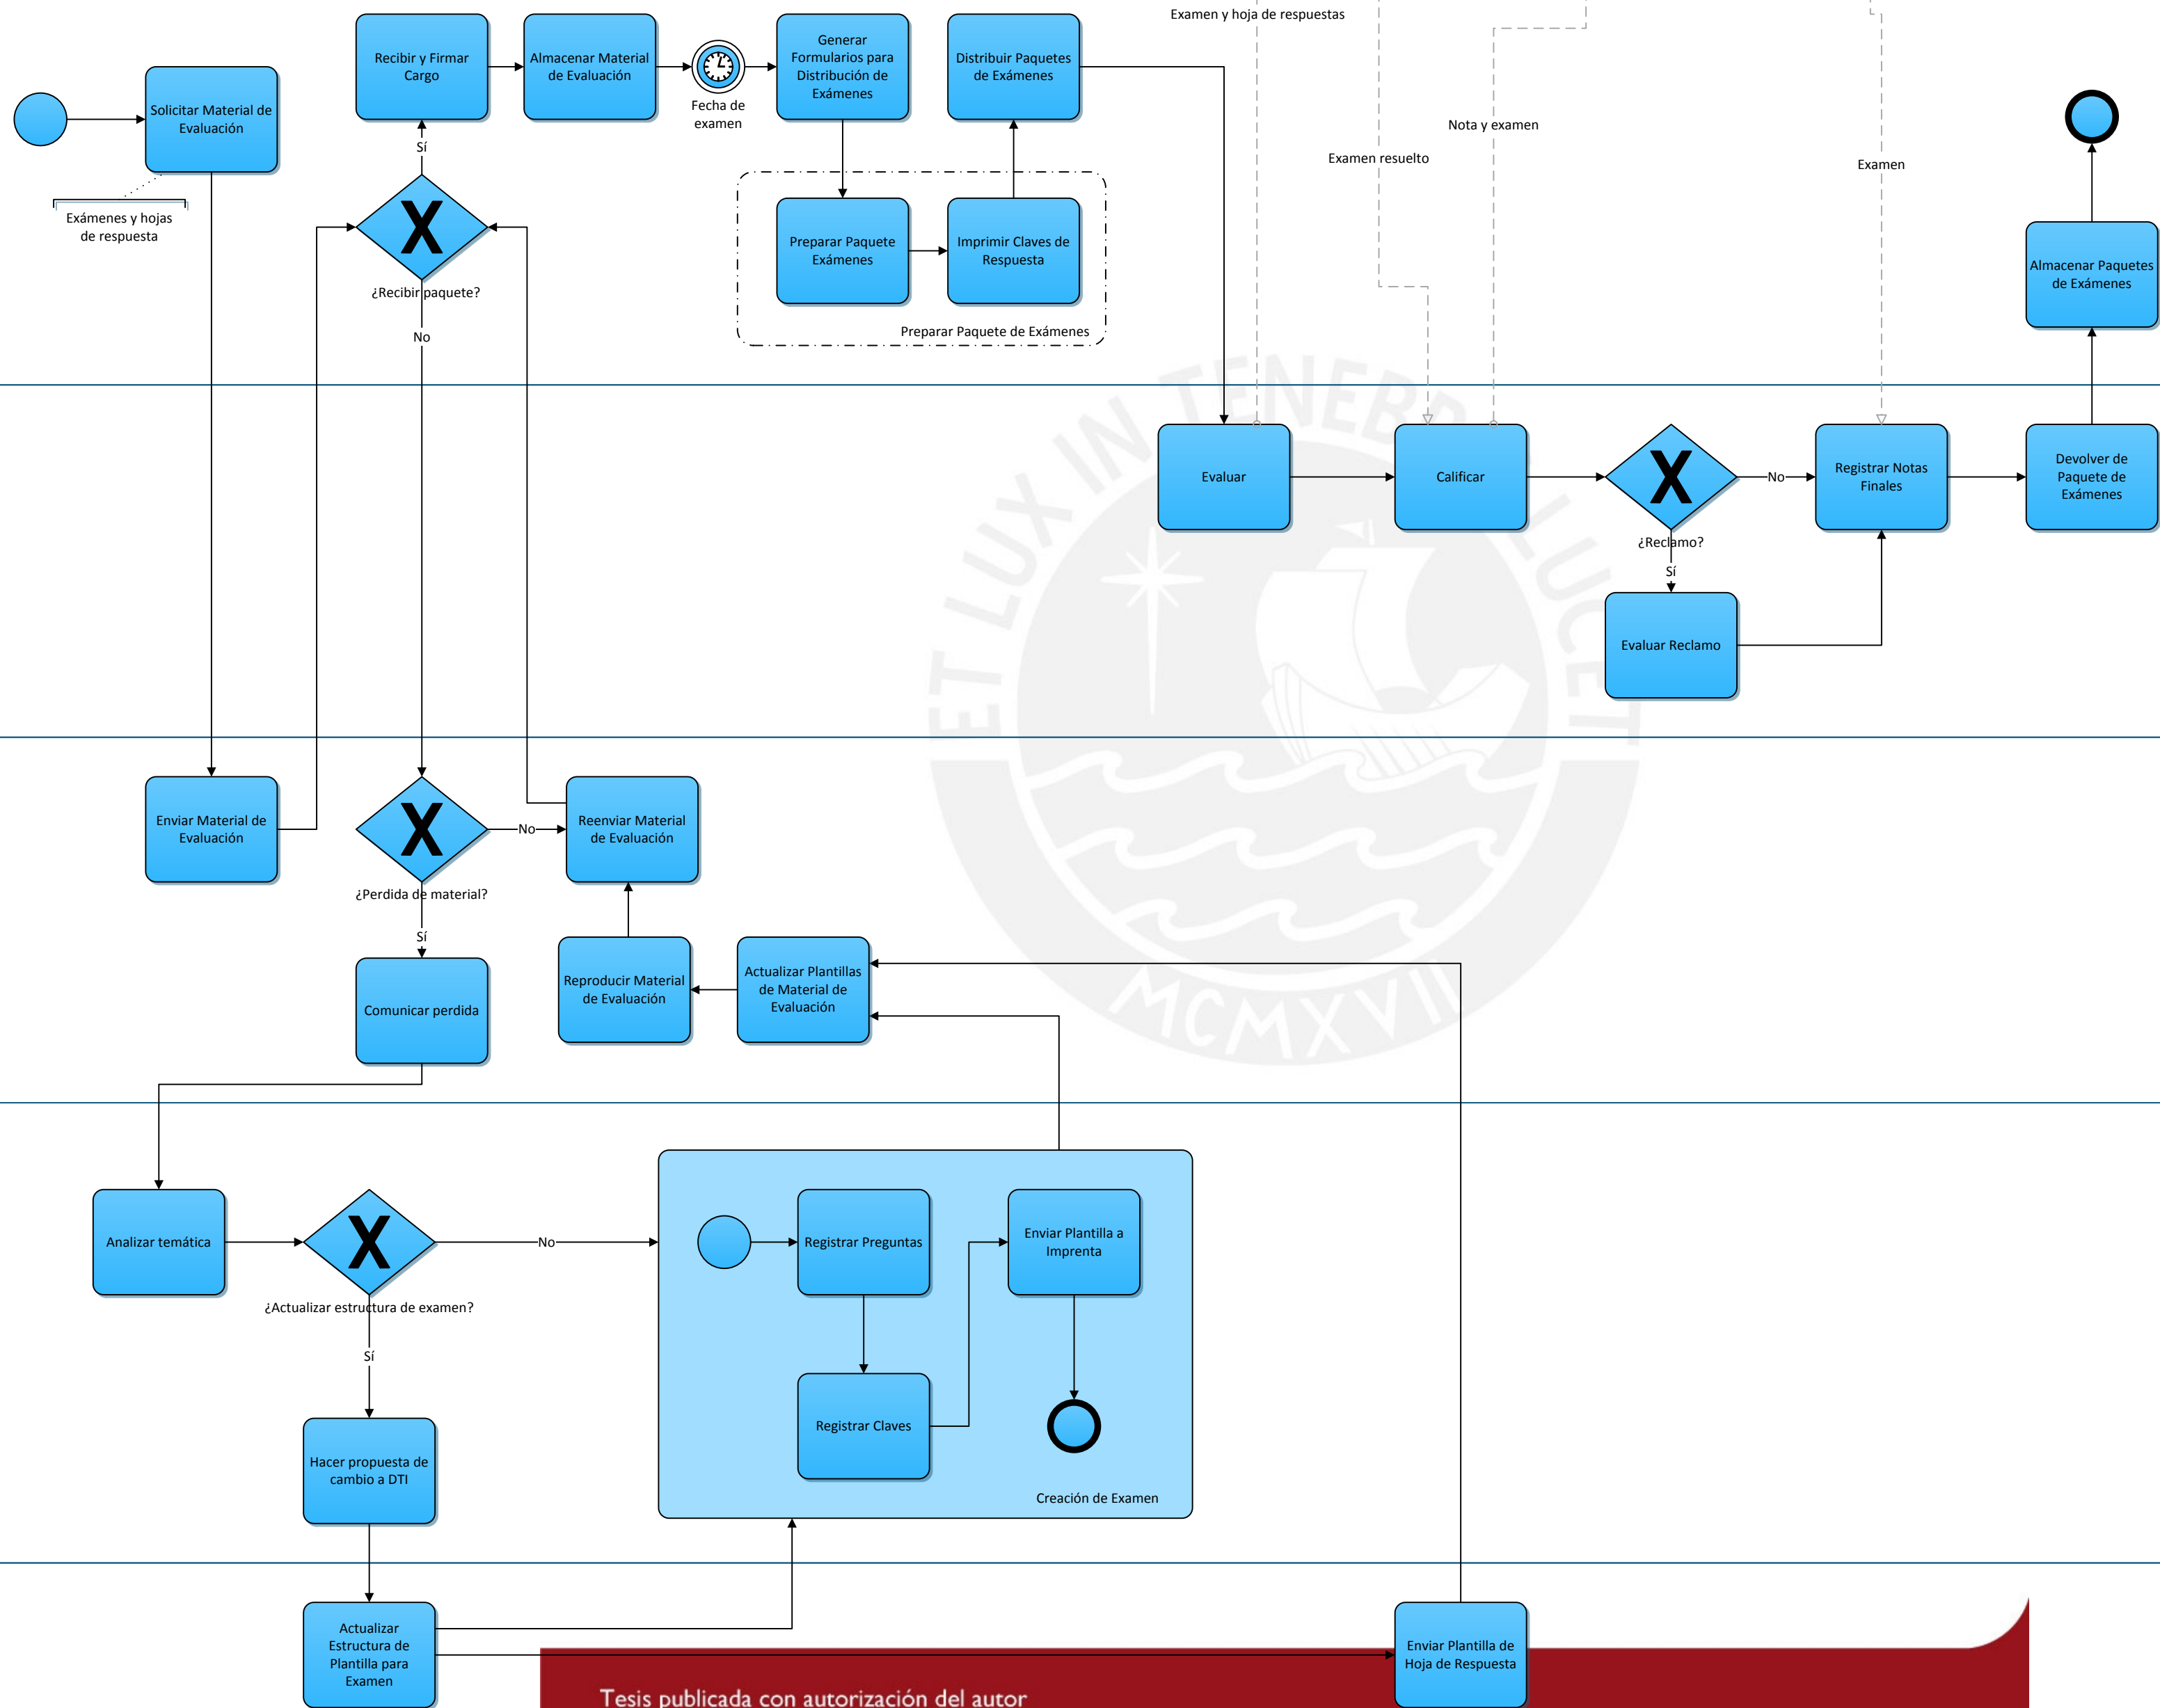 Examen y hoja de respuestas
Recibir y Firmar
Cargo
Almacenar Material
de Evaluación
Fecha de
examen
Generar
Formularios para
Distribución de
Exámenes
Distribuir Paquetes
de Exámenes
Solicitar Material de
Evaluación
Exámenes y hojas
de respuesta
Sí
¿Recibir paquete?
No
Preparar Paquete
Exámenes
Imprimir Claves de
Respuesta
Preparar Paquete de Exámenes
Examen resuelto
Nota y examen
Examen
Almacenar Paquetes
de Exámenes
Evaluar
Calificar
¿Reclamo?
No
Sí
Registrar Notas
Finales
Devolver de
Paquete de
Exámenes
Evaluar Reclamo
ET LUX IN TENEBRIS LUCET
MCMXVII
Enviar Material de
Evaluación
¿Perdida de material?
No
Sí
Reenviar Material
de Evaluación
Comunicar perdida
Reproducir Material
de Evaluación
Actualizar Plantillas
de Material de
Evaluación
Analizar temática
¿Actualizar estructura de examen?
No
Sí
Registrar Preguntas
Enviar Plantilla a
Imprenta
Registrar Claves
Creación de Examen
Hacer propuesta de
cambio a DTI
Actualizar
Estructura de
Plantilla para
Examen
Enviar Plantilla de
Hoja de Respuesta
Tesis publicada con autorización del autor